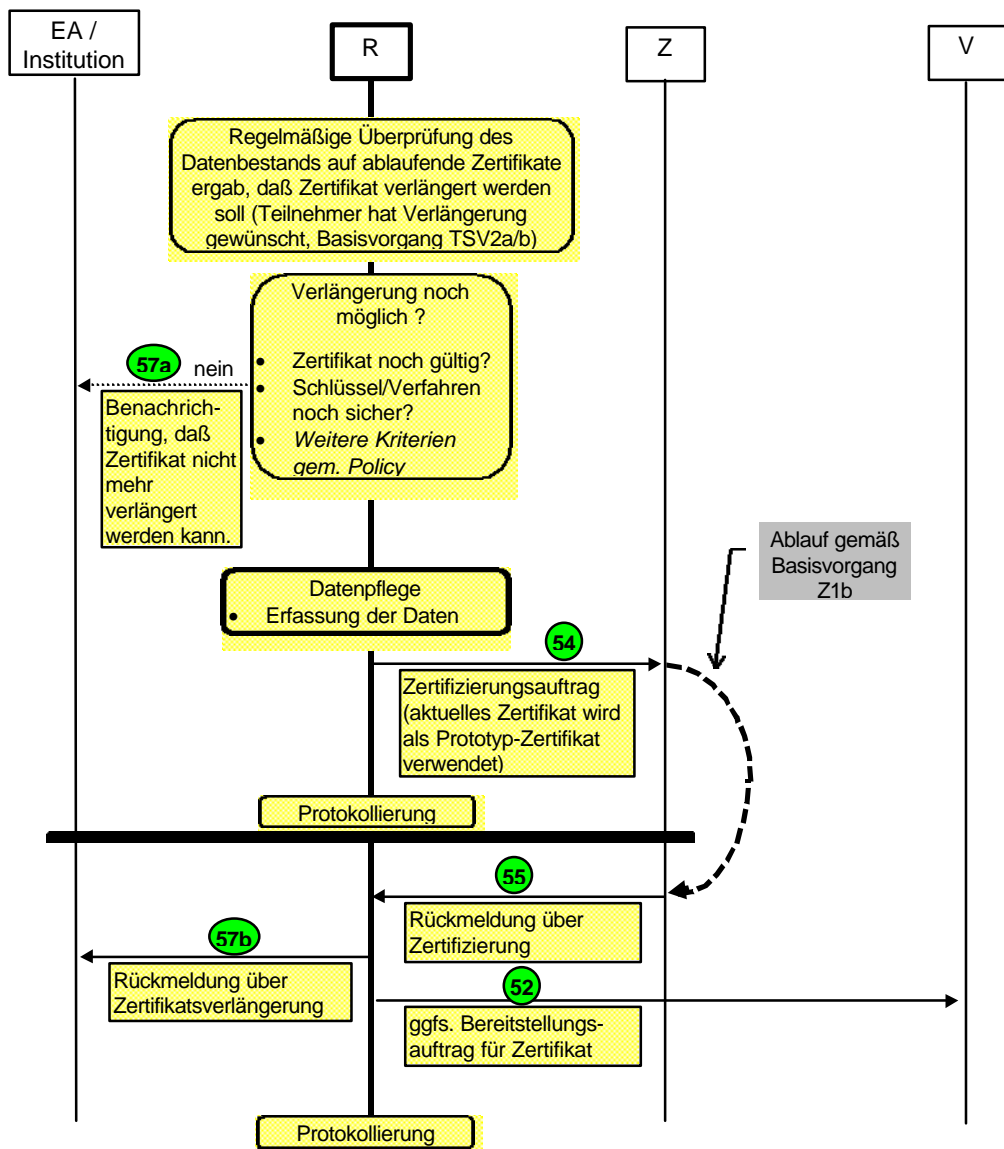 EA /
Institution
R
Z
V
Regelmäßige Überprüfung des
Datenbestands auf ablaufende Zertifikate
ergab, daß Zertifikat verlängert werden
soll (Teilnehmer hat Verlängerung
gewünscht, Basisvorgang TSV2a/b)
Verlängerung noch
möglich ?
• Zertifikat noch gültig?
• Schlüssel/Verfahren
noch sicher?
• Weitere Kriterien
gem. Policy
57a
nein
Benachrich-
tigung, daß
Zertifikat nicht
mehr
verlängert
werden kann.
Ablauf gemäß
Basisvorgang
Z1b
Datenpflege
• Erfassung der Daten
54
Zertifizierungsauftrag
(aktuelles Zertifikat wird
als Prototyp-Zertifikat
verwendet)
Protokollierung
55
Rückmeldung über
Zertifizierung
57b
Rückmeldung über
Zertifikatsverlängerung
52
ggfs. Bereitstellungs-
auftrag für Zertifikat
Protokollierung